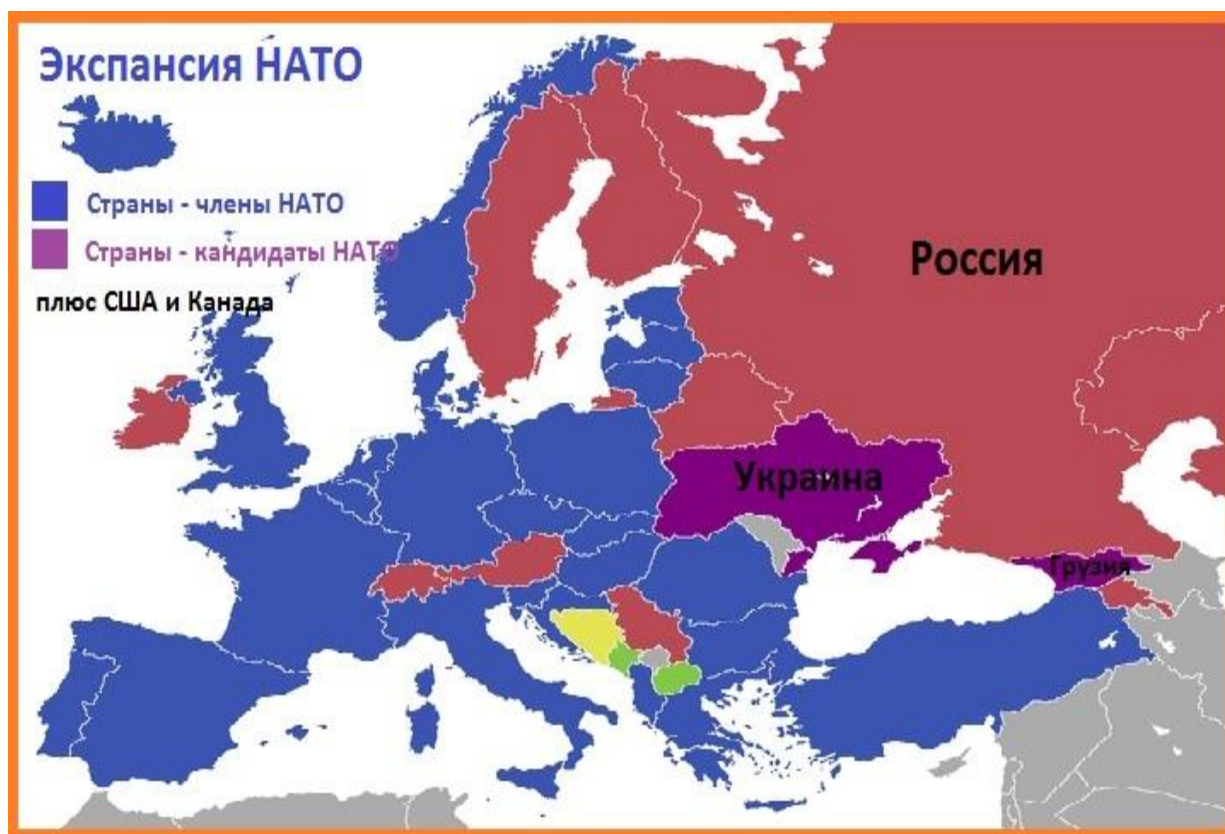 Экспансия НАТО
Страны - члены НАТО
Страны - кандидаты НАТО
плюс США и Канада
Россия
Украина
Грузия